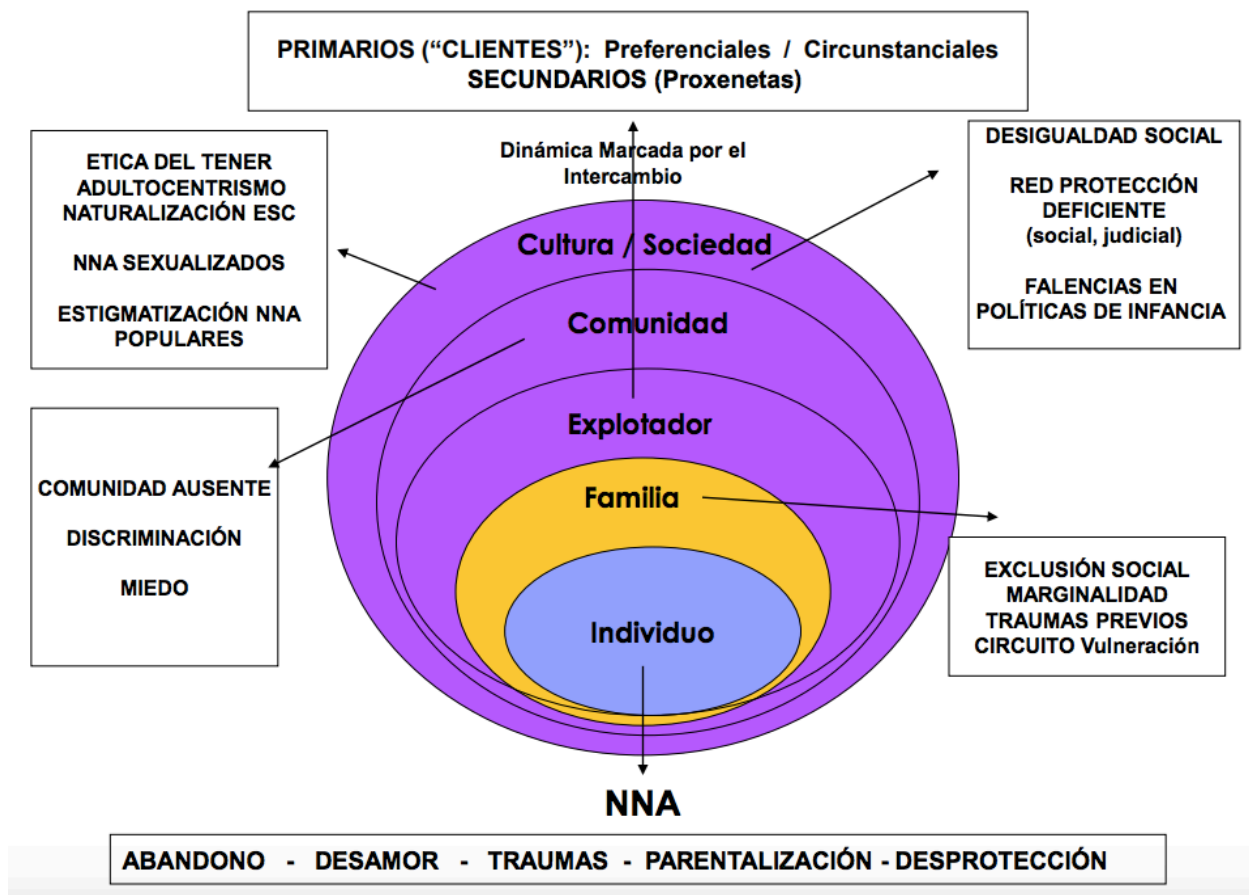 PRIMARIOS (“CLIENTES”): Preferenciales / Circunstanciales
SECUNDARIOS (Proxenetas)
Dinámica Marcada por el
Intercambio
ETICA DEL TENER
ADULTOCENTRISMO
NATURALIZACIÓN ESC
NNA SEXUALIZADOS
ESTIGMATIZACIÓN NNA
POPULARES
DESIGUALDAD SOCIAL
RED PROTECCIÓN
DEFICIENTE
(social, judicial)
FALENCIAS EN
POLÍTICAS DE INFANCIA
Cultura / Sociedad
Comunidad
Explotador
Familia
Individuo
COMUNIDAD AUSENTE
DISCRIMINACIÓN
MIEDO
EXCLUSIÓN SOCIAL
MARGINALIDAD
TRAUMAS PREVIOS
CIRCUITO Vulneración
NNA
ABANDONO - DESAMOR - TRAUMAS - PARENTALIZACIÓN - DESPROTECCIÓN